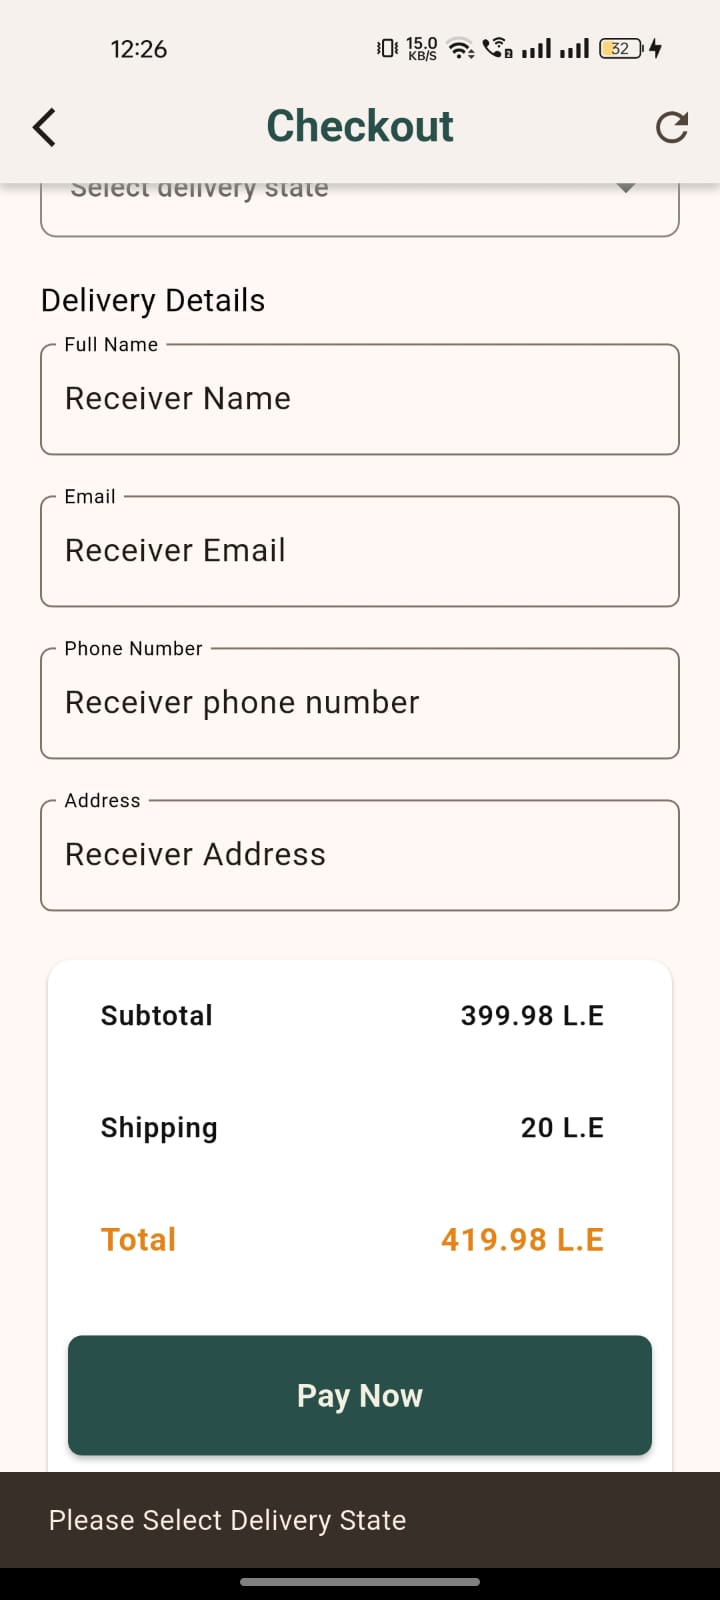 12:26
15.0
KB/S
2
32
Checkout
Select delivery state
Delivery Details
Full Name
Receiver Name
Email
Receiver Email
Phone Number
Receiver phone number
Address
Receiver Address
Subtotal 399.98 L.E
Shipping 20 L.E
Total 419.98 L.E
Pay Now
Please Select Delivery State